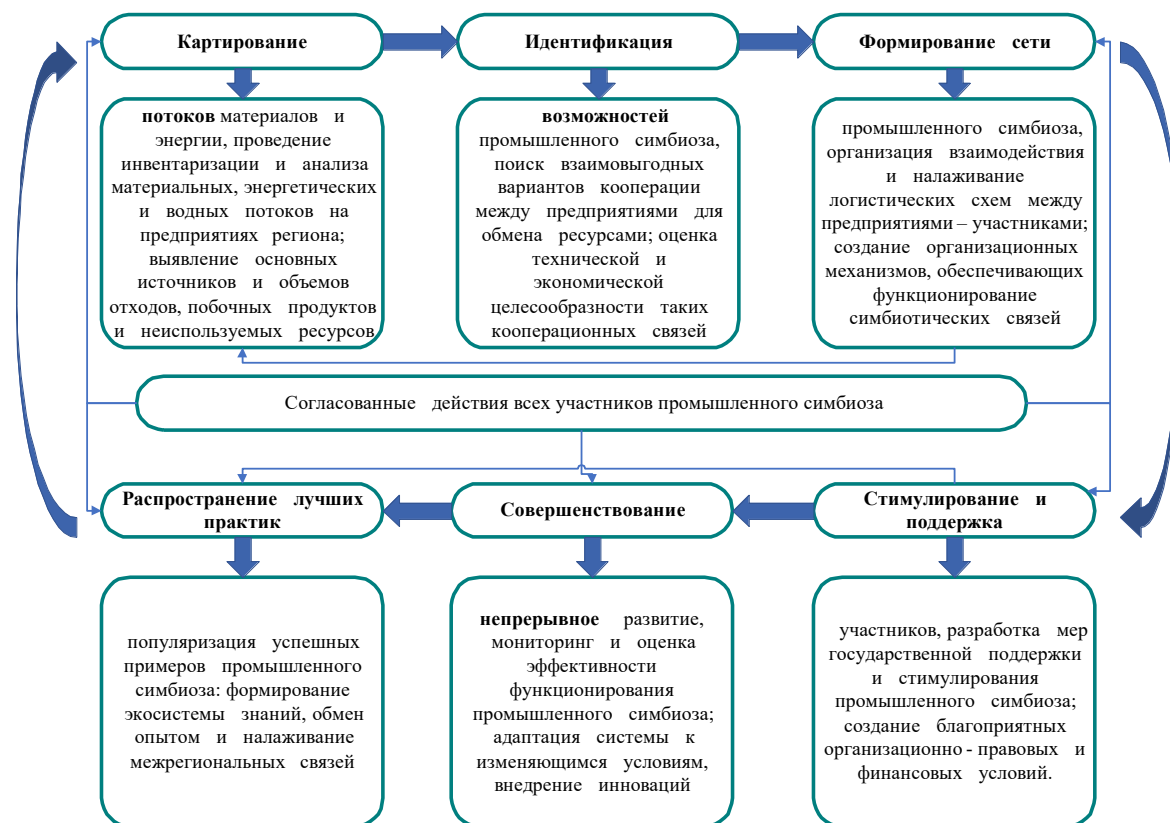 Картирование
Идентификация
Формирование сети
потоков материалов и
энергии, проведение
инвентаризации и анализа
материальных, энергетических
и водных потоков на
предприятиях региона;
выявление основных
источников и объемов
отходов, побочных продуктов
и неиспользуемых ресурсов
возможностей
промышленного симбиоза,
поиск взаимовыгодных
вариантов кооперации
между предприятиями для
обмена ресурсами; оценка
технической и
экономической
целесообразности таких
кооперационных связей
промышленного симбиоза,
организация взаимодействия
и налаживание
логистических схем между
предприятиями – участниками;
создание организационных
механизмов, обеспечивающих
функционирование
симбиотических связей
Согласованные действия всех участников промышленного симбиоза
Распространение лучших
практик
Совершенствование
Стимулирование и
поддержка
популяризация успешных
примеров промышленного
симбиоза: формирование
экосистемы знаний, обмен
опытом и налаживание
межрегиональных связей
непрерывное развитие,
мониторинг и оценка
эффективности
функционирования
промышленного симбиоза;
адаптация системы к
изменяющимся условиям,
внедрение инноваций
участников, разработка мер
государственной поддержки
и стимулирования
промышленного симбиоза;
создание благоприятных
организационно - правовых и
финансовых условий.